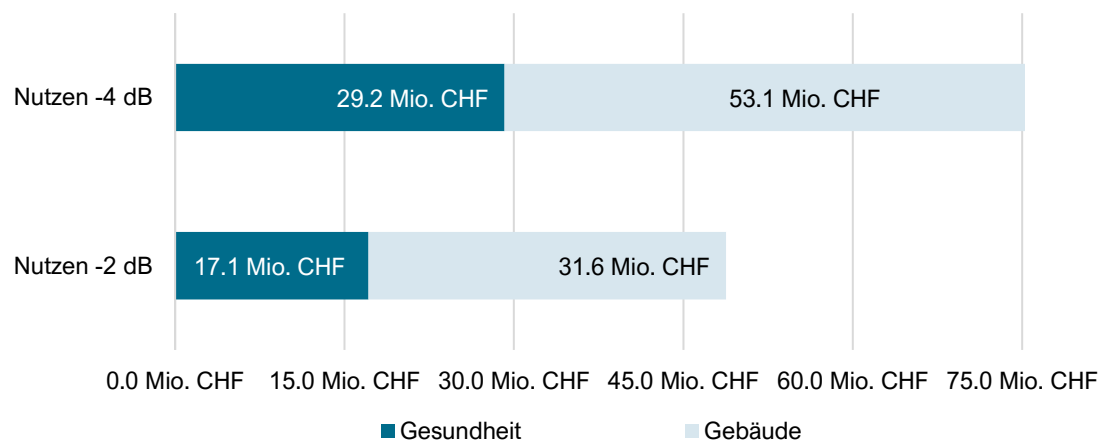 Nutzen -4 dB 29.2 Mio. CHF 53.1 Mio. CHF
Nutzen -2 dB 17.1 Mio. CHF 31.6 Mio. CHF
0.0 Mio. CHF 15.0 Mio. CHF 30.0 Mio. CHF 45.0 Mio. CHF 60.0 Mio. CHF 75.0 Mio. CHF
Gesundheit Gebäude